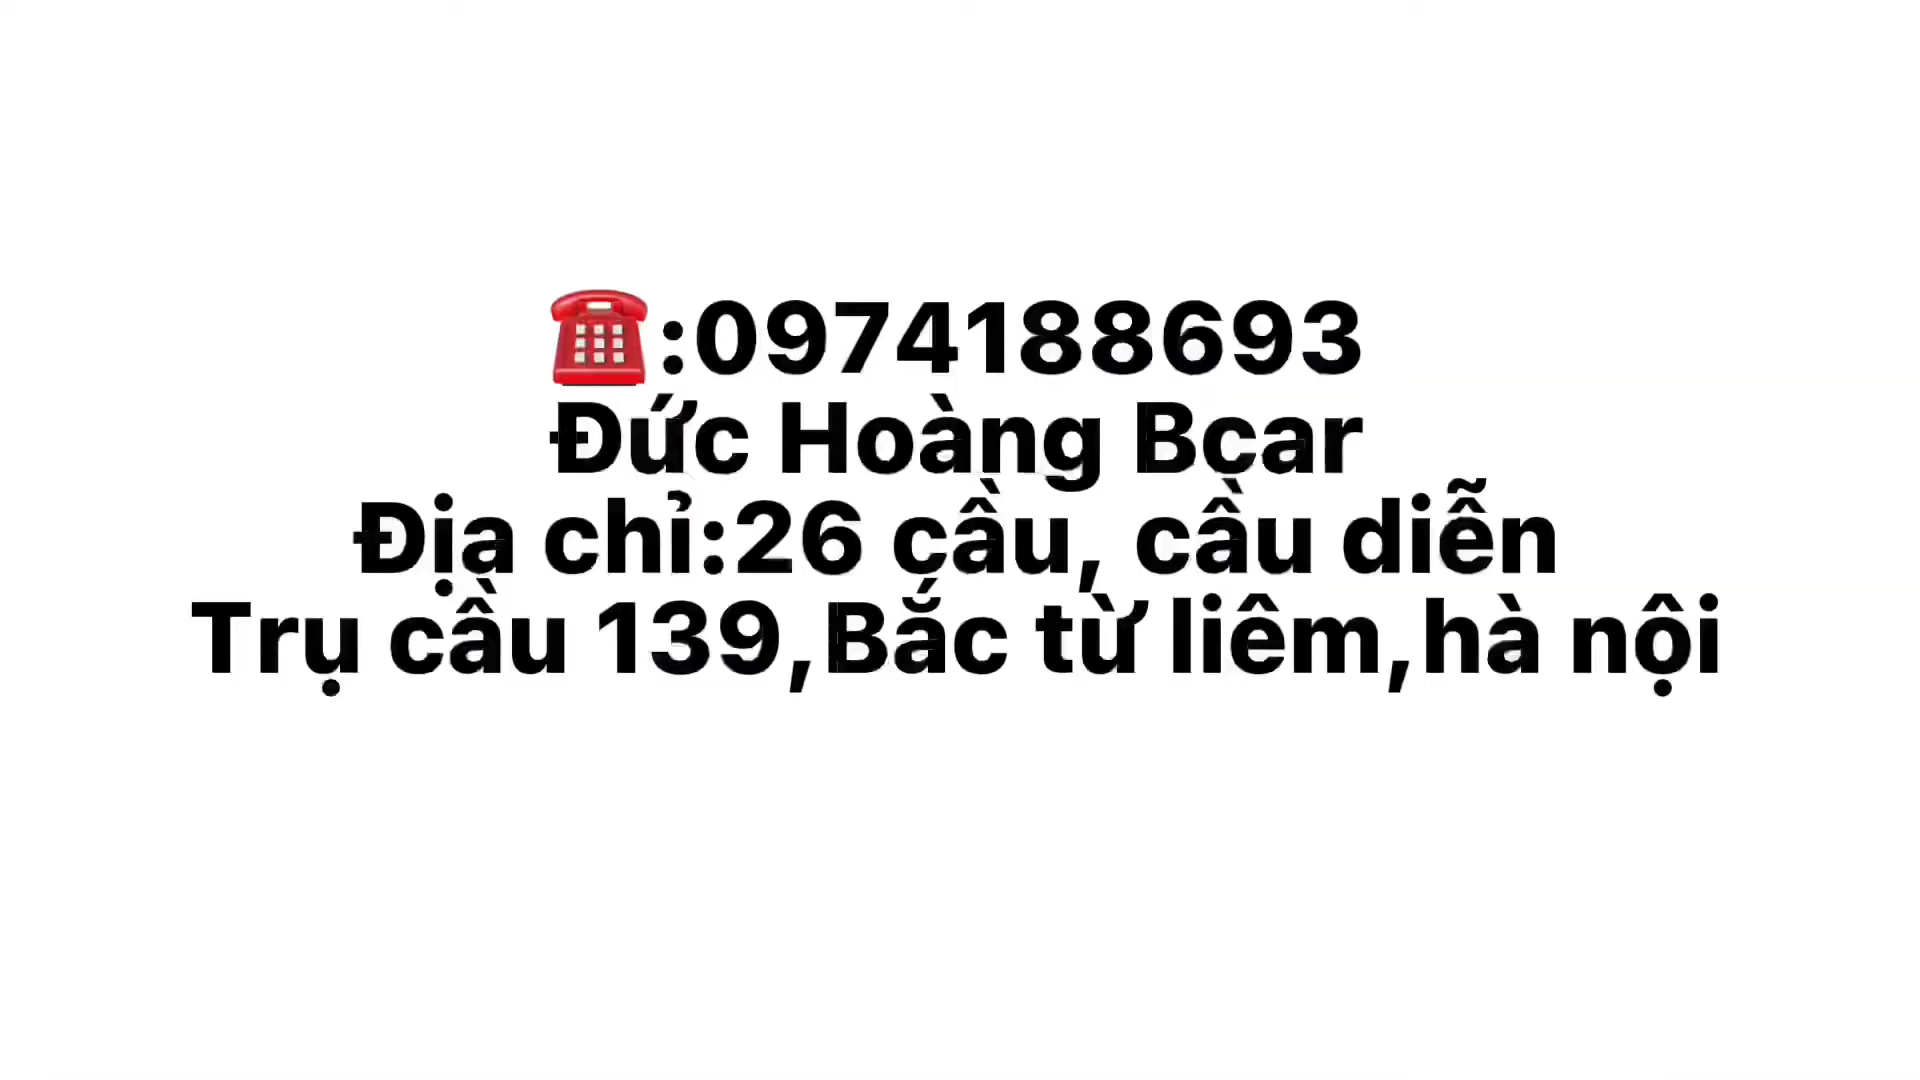 ☎️:0974188693
Đức Hoàng Bcar
Địa chỉ:26 cầu, cầu diễn
Trụ cầu 139,Bắc từ liêm,hà nội